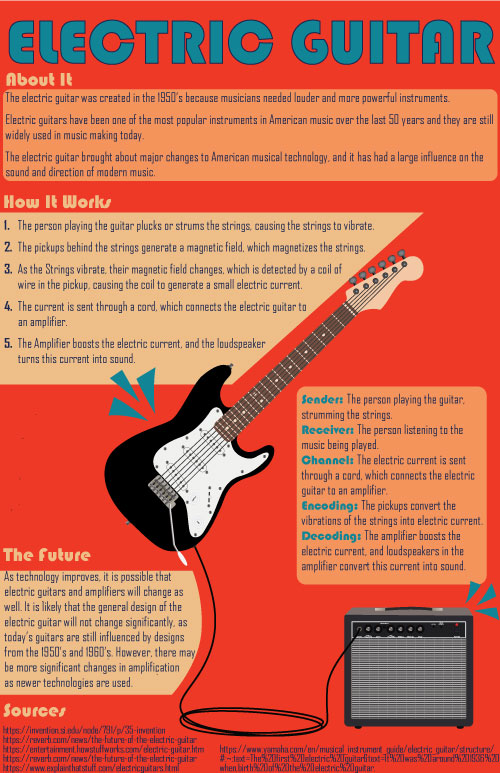 ELECTRIC GUITAR
About It
The electric guitar was created in the 1950's because musicians needed louder and more powerful instruments.
Electric guitars have been one of the most popular instruments in American music over the last 50 years and they are still
widely used in music making today.
The electric guitar brought about major changes to American musical technology, and it has had a large influence on the
sound and direction of modern music.
How It Works
1. The person playing the guitar plucks or strums the strings, causing the strings to vibrate.
2. The pickups behind the strings generate a magnetic field, which magnetizes the strings.
3. As the Strings vibrate, their magnetic field changes, which is detected by a coil of
wire in the pickup, causing the coil to generate a small electric current.
4. The current is sent through a cord, which connects the electric guitar to
an amplifier.
5. The Amplifier boosts the electric current, and the loudspeaker
turns this current into sound.
Sender: The person playing the guitar,
strumming the strings.
Receiver: The person listening to the
music being played.
Channel: The electric current is sent
through a cord, which connects the electric
guitar to an amplifier.
Encoding: The pickups convert the
vibrations of the strings into electric current.
Decoding: The amplifier boosts the
electric current, and loudspeakers in the
amplifier convert this current into sound.
The Future
As technology improves, it is possible that
electric guitars and amplifiers will change as
well. It is likely that the general design of the
electric guitar will not change significantly, as
today's guitars are still influenced by designs
from the 1950's and 1960's. However, there may
be more significant changes in amplification
as newer technologies are used.
Sources
https://invention.si.edu/node/791/p/35-invention
https://reverb.com/news/the-future-of-the-electric-guitar
https://entertainment.howstuffworks.com/electric-guitar.htm
https://reverb.com/news/the-future-of-the-electric-guitar
https://www.explainthatstuff.com/electricguitars.html
https://www.yamaha.com/en/musical_instrument_guide/electric_guitar/structure/
#:~:text=The%20first%20electric%20guitar&text=It%20was%20around%201936%20
when,birth%20of%20the%20electric%20guitar